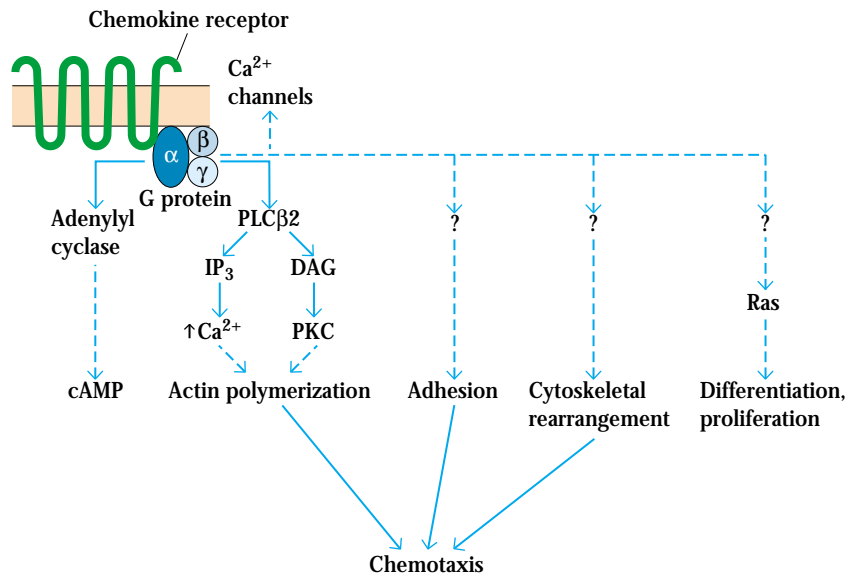 Chemokine receptor
Ca²⁺
channels
α
β
γ
G protein
Adenylyl
cyclase
PLCβ2
?
?
?
IP₃
DAG
Ras
↑Ca²⁺
PKC
cAMP
Actin polymerization
Adhesion
Cytoskeletal
rearrangement
Differentiation,
proliferation
Chemotaxis